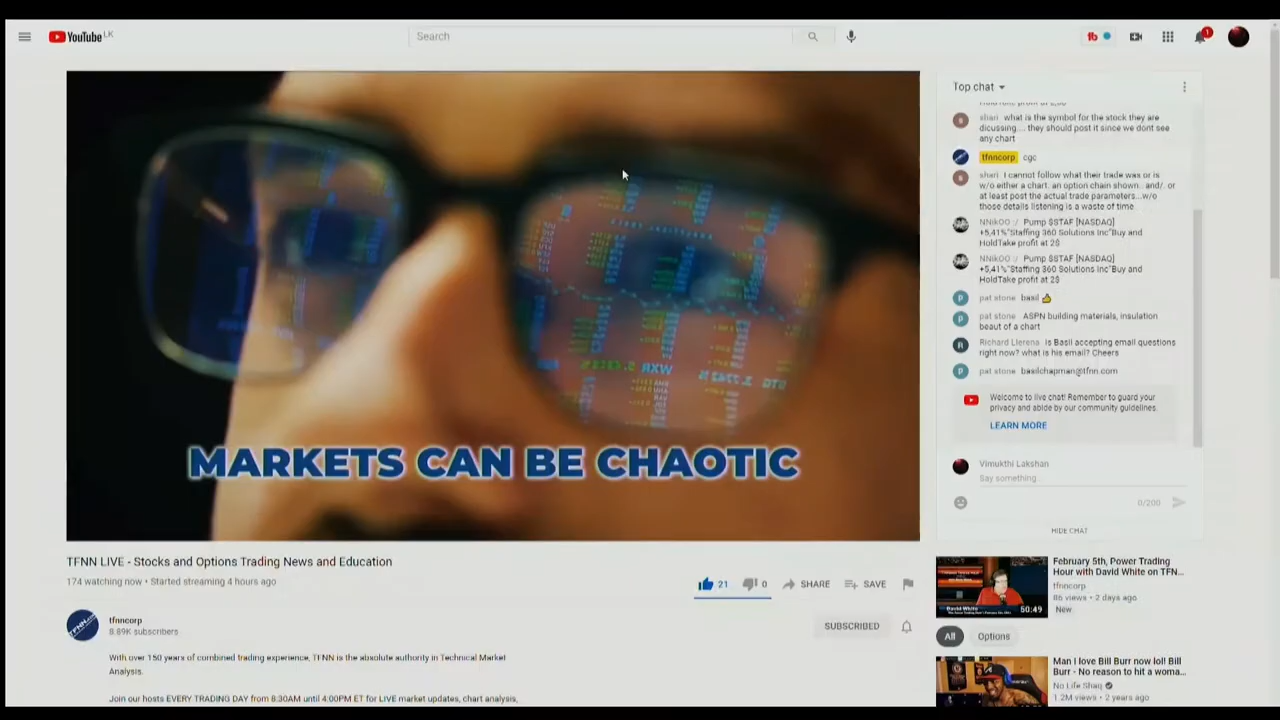 YouTube LK
Search
1
Top chat
shari what is the symbol for the stock they are
dicussing.... they should post it since we dont see
any chart
tfnncorp cgc
shari I cannot follow what their trade was or is
w/o either a chart. an option chain shown.. and/. or
at least post the actual trade parameters...w/o
those details listening is a waste of time
NNikOO :/ Pump $STAF [NASDAQ]
+5,41%"Staffing 360 Solutions Inc"Buy and
HoldTake profit at 2$
NNikOO :/ Pump $STAF [NASDAQ]
+5,41%"Staffing 360 Solutions Inc"Buy and
HoldTake profit at 2$
pat stone basil 👍
pat stone ASPN building materials, insulation
beaut of a chart
Richard Llerena Is Basil accepting email questions
right now? what is his email? Cheers
pat stone basilchapman@tfnn.com
Welcome to live chat! Remember to guard your
privacy and abide by our community guidelines.
LEARN MORE
Vimukthi Lakshan
Say something...
0/200
HIDE CHAT
MARKETS CAN BE CHAOTIC
TFNN LIVE - Stocks and Options Trading News and Education
174 watching now • Started streaming 4 hours ago
21 0 SHARE SAVE
tfnncorp
8.89K subscribers
SUBSCRIBED
With over 150 years of combined trading experience, TFNN is the absolute authority in Technical Market
Analysis.
Join our hosts EVERY TRADING DAY from 8:30AM until 4:00PM ET for LIVE market updates, chart analysis,
February 5th, Power Trading
Hour with David White on TFN...
tfnncorp
86 views • 2 days ago
New
David White
50:49
All Options
Man I love Bill Burr now lol! Bill
Burr - No reason to hit a woma...
No Life Shaq
1.2M views • 2 years ago